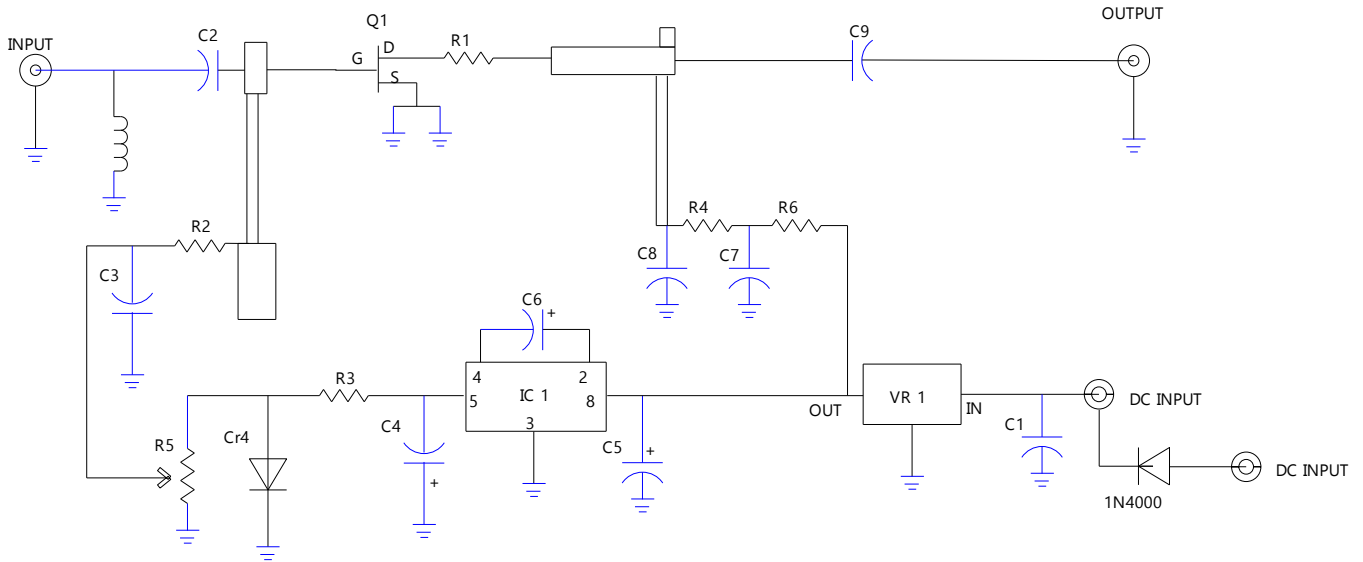 OUTPUT
Q1
C9
C2
R1
INPUT
D
G
S
R4
R6
R2
C8
C7
C3
C6
+
4
2
IC 1
5
8
VR 1
R3
3
OUT
IN
DC INPUT
C4
C1
Cr4
R5
C5
+
DC INPUT
+
1N4000